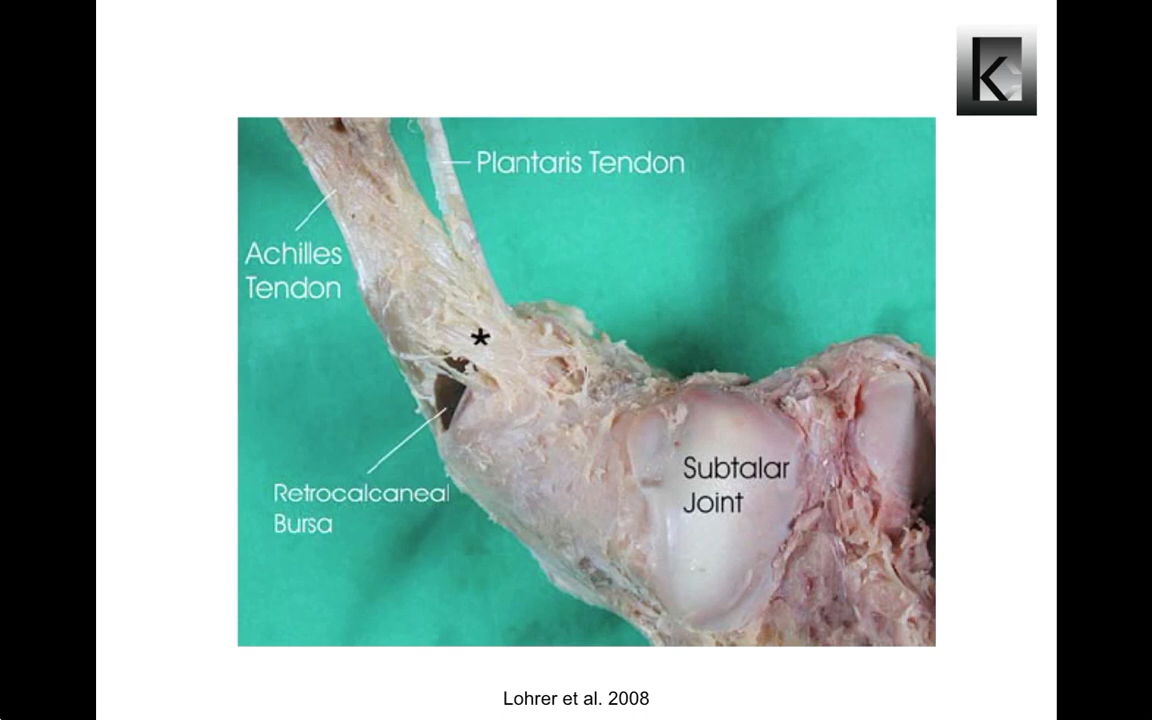 Plantaris Tendon
Achilles
Tendon
*
Retrocalcaneal
Bursa
Subtalar
Joint
Lohrer et al. 2008